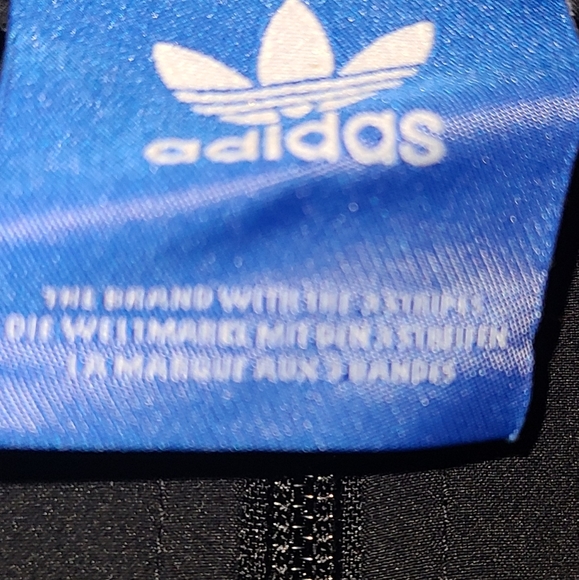 adidas
THE BRAND WITH THE 3 STRIPES
DIE WELTMARKE MIT DEN 3 STREIFEN
LA MARQUE AUX 3 BANDES